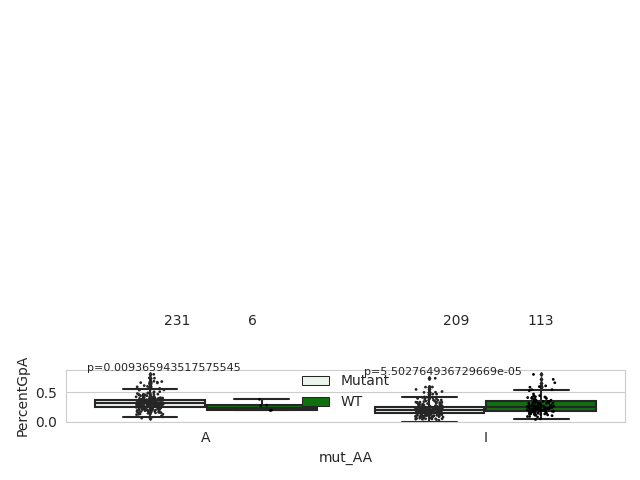 231 6 209 113
p=0.009365943517575545
p=5.502764936729669e-05
Mutant
WT
0.5
0.0
PercentGpA
A I
mut_AA